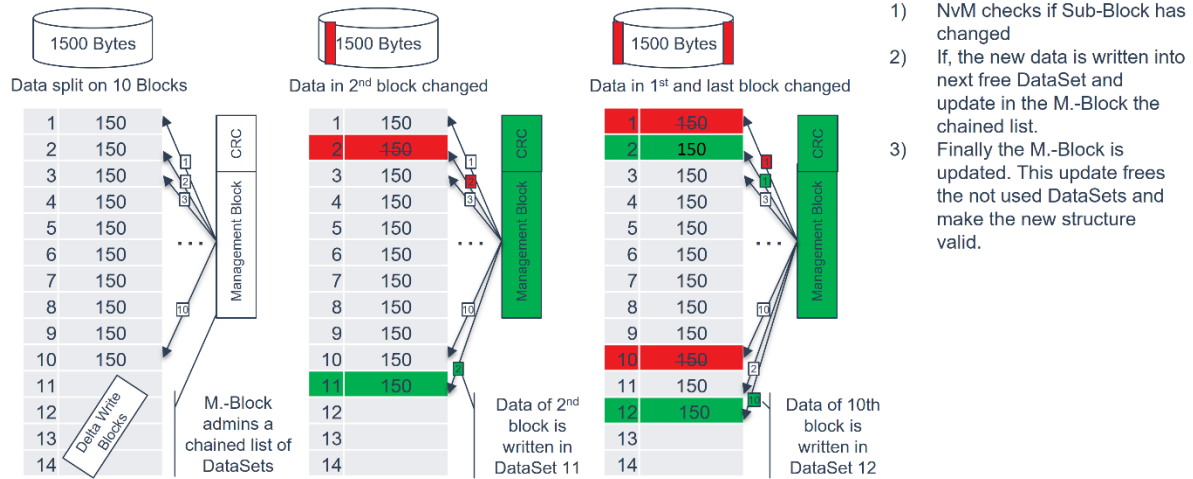 1500 Bytes
Data split on 10 Blocks
1 150
2 150
3 150
4 150
5 150
6 150
7 150
8 150
9 150
10 150
11
12
13
14
1
2
3
...
10
CRC
Management Block
Delta Write
Blocks
M.-Block
admins a
chained list of
DataSets
1500 Bytes
Data in 2nd block changed
1 150
2 150
3 150
4 150
5 150
6 150
7 150
8 150
9 150
10 150
11 150
12
13
14
1
2
3
...
10
2
CRC
Management Block
Data of 2nd
block is
written in
DataSet 11
1500 Bytes
Data in 1st and last block changed
1 150
2 150
3 150
4 150
5 150
6 150
7 150
8 150
9 150
10 150
11 150
12 150
13
14
1
1
3
...
10
2
10
CRC
Management Block
Data of 10th
block is
written in
DataSet 12
1) NvM checks if Sub-Block has
changed
2) If, the new data is written into
next free DataSet and
update in the M.-Block the
chained list.
3) Finally the M.-Block is
updated. This update frees
the not used DataSets and
make the new structure
valid.